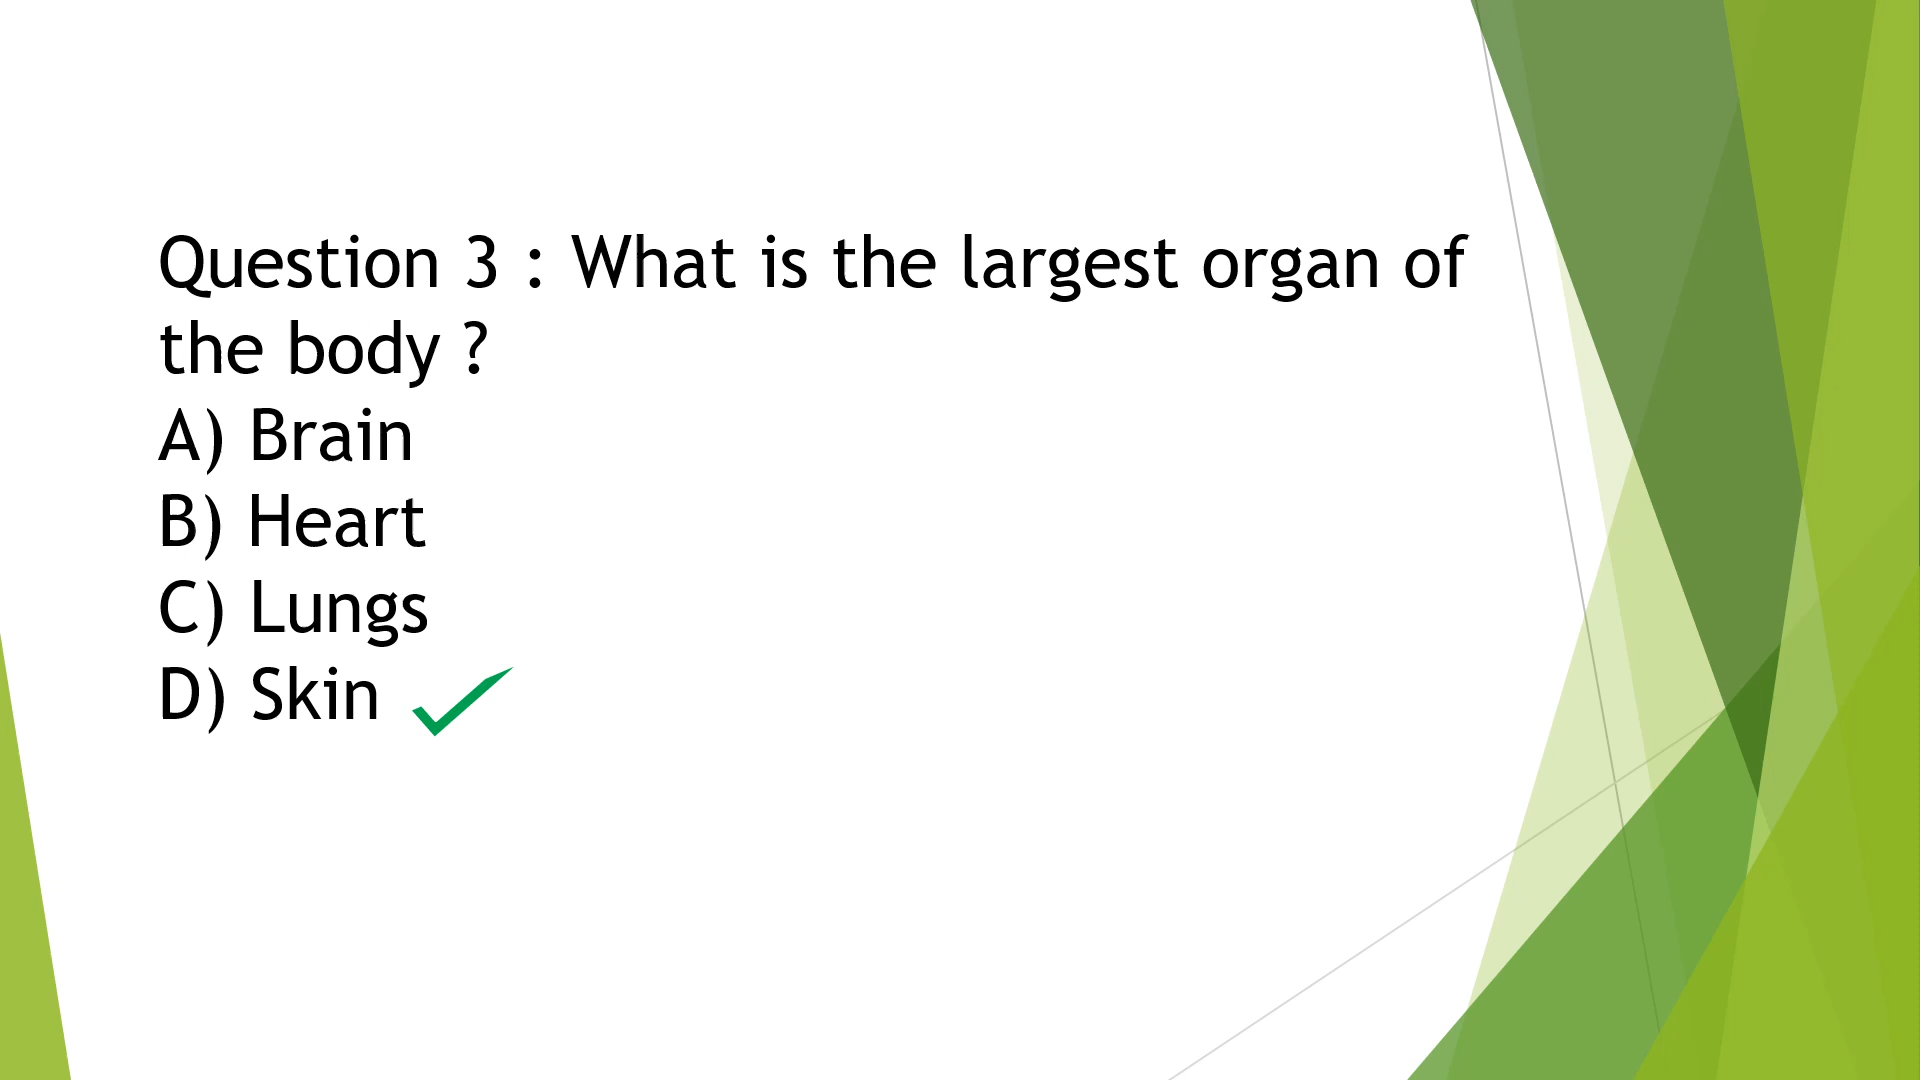 Question 3 : What is the largest organ of
the body ?
A) Brain
B) Heart
C) Lungs
D) Skin